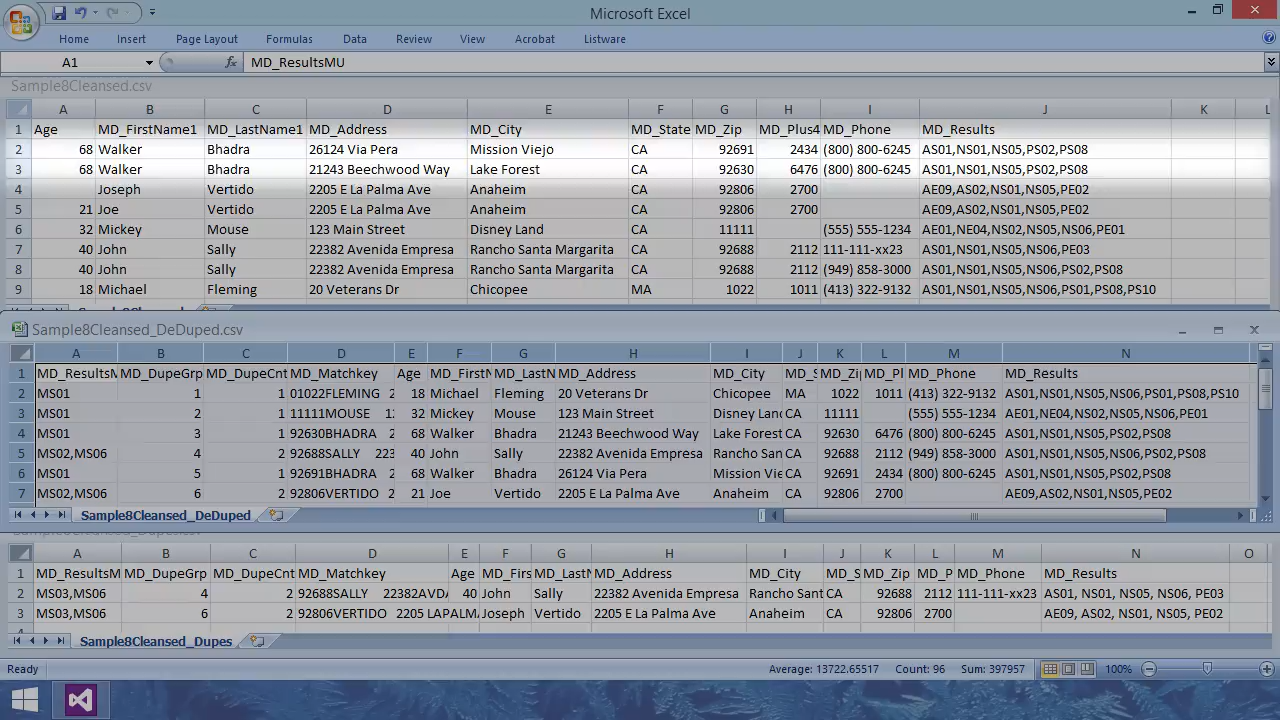 Microsoft Excel
Home Insert Page Layout Formulas Data Review View Acrobat Listware
A1 fx MD_ResultsMU
Sample8Cleansed.csv
A B C D E F G H I J K L
1 Age MD_FirstName1 MD_LastName1 MD_Address MD_City MD_State MD_Zip MD_Plus4 MD_Phone MD_Results
2 68 Walker Bhadra 26124 Via Pera Mission Viejo CA 92691 2434 (800) 800-6245 AS01,NS01,NS05,PS02,PS08
3 68 Walker Bhadra 21243 Beechwood Way Lake Forest CA 92630 6476 (800) 800-6245 AS01,NS01,NS05,PS02,PS08
4 Joseph Vertido 2205 E La Palma Ave Anaheim CA 92806 2700 AE09,AS02,NS01,NS05,PE02
5 21 Joe Vertido 2205 E La Palma Ave Anaheim CA 92806 2700 AE09,AS02,NS01,NS05,PE02
6 32 Mickey Mouse 123 Main Street Disney Land CA 11111 (555) 555-1234 AE01,NE04,NS02,NS05,NS06,PE01
7 40 John Sally 22382 Avenida Empresa Rancho Santa Margarita CA 92688 2112 111-111-xx23 AS01,NS01,NS05,NS06,PE03
8 40 John Sally 22382 Avenida Empresa Rancho Santa Margarita CA 92688 2112 (949) 858-3000 AS01,NS01,NS05,NS06,PS02,PS08
9 18 Michael Fleming 20 Veterans Dr Chicopee MA 1022 1011 (413) 322-9132 AS01,NS01,NS05,NS06,PS01,PS08,PS10
Sample8Cleansed_DeDuped.csv
A B C D E F G H I J K L M N
1 MD_ResultsM MD_DupeGrp MD_DupeCnt MD_Matchkey Age MD_FirstN MD_LastN MD_Address MD_City MD_S MD_Zip MD_Pl MD_Phone MD_Results
2 MS01 1 1 01022FLEMING 2 18 Michael Fleming 20 Veterans Dr Chicopee MA 1022 1011 (413) 322-9132 AS01,NS01,NS05,NS06,PS01,PS08,PS10
3 MS01 2 1 11111MOUSE 12 32 Mickey Mouse 123 Main Street Disney Land CA 11111 (555) 555-1234 AE01,NE04,NS02,NS05,NS06,PE01
4 MS01 3 1 92630BHADRA 2 68 Walker Bhadra 21243 Beechwood Way Lake Forest CA 92630 6476 (800) 800-6245 AS01,NS01,NS05,PS02,PS08
5 MS02,MS06 4 2 92688SALLY 223 40 John Sally 22382 Avenida Empresa Rancho San CA 92688 2112 (949) 858-3000 AS01,NS01,NS05,NS06,PS02,PS08
6 MS01 5 1 92691BHADRA 2 68 Walker Bhadra 26124 Via Pera Mission Vie CA 92691 2434 (800) 800-6245 AS01,NS01,NS05,PS02,PS08
7 MS02,MS06 6 2 92806VERTIDO 2 21 Joe Vertido 2205 E La Palma Ave Anaheim CA 92806 2700 AE09,AS02,NS01,NS05,PE02
Sample8Cleansed_DeDuped
A B C D E F G H I J K L M N O
1 MD_ResultsM MD_DupeGrp MD_DupeCnt MD_Matchkey Age MD_Firs MD_LastN MD_Address MD_City MD_S MD_Zip MD_P MD_Phone MD_Results
2 MS03,MS06 4 2 92688SALLY 22382AVDA 40 John Sally 22382 Avenida Empresa Rancho Sant CA 92688 2112 111-111-xx23 AS01, NS01, NS05, NS06, PE03
3 MS03,MS06 6 2 92806VERTIDO 2205 LAPALM Joseph Vertido 2205 E La Palma Ave Anaheim CA 92806 2700 AE09, AS02, NS01, NS05, PE02
Sample8Cleansed_Dupes
Ready Average: 13722.65517 Count: 96 Sum: 397957 100%